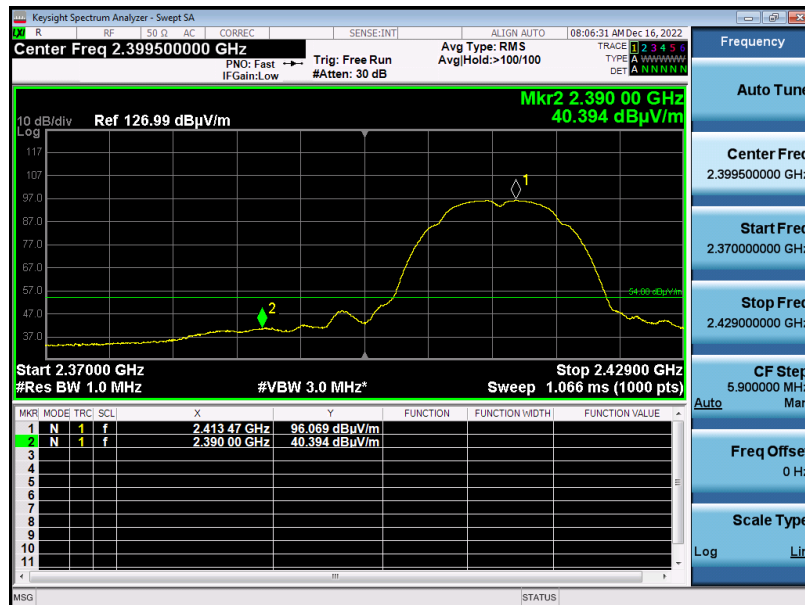 Keysight Spectrum Analyzer - Swept SA
LXI R RF 50 Ω AC CORREC SENSE:INT ALIGN AUTO 08:06:31 AM Dec 16, 2022
Center Freq 2.399500000 GHz
PNO: Fast
IFGain:Low
Trig: Free Run
#Atten: 30 dB
Avg Type: RMS
Avg|Hold:>100/100
TRACE 1 2 3 4 5 6
TYPE A WWWWW
DET A N N N N N
Mkr2 2.390 00 GHz
40.394 dBµV/m
10 dB/div Ref 126.99 dBµV/m
Log
117
107
97.0
87.0
77.0
67.0
57.0
47.0
37.0
1
2
54.00 dBµV/m
Start 2.37000 GHz Stop 2.42900 GHz
#Res BW 1.0 MHz #VBW 3.0 MHz* Sweep 1.066 ms (1000 pts)
MKR MODE TRC SCL X Y FUNCTION FUNCTION WIDTH FUNCTION VALUE
1 N 1 f 2.413 47 GHz 96.069 dBµV/m
2 N 1 f 2.390 00 GHz 40.394 dBµV/m
3
4
5
6
7
8
9
10
11
MSG STATUS
Frequency
Auto Tune
Center Freq
2.399500000 GHz
Start Freq
2.370000000 GHz
Stop Freq
2.429000000 GHz
CF Step
5.900000 MHz
Auto Man
Freq Offset
0 Hz
Scale Type
Log Lin